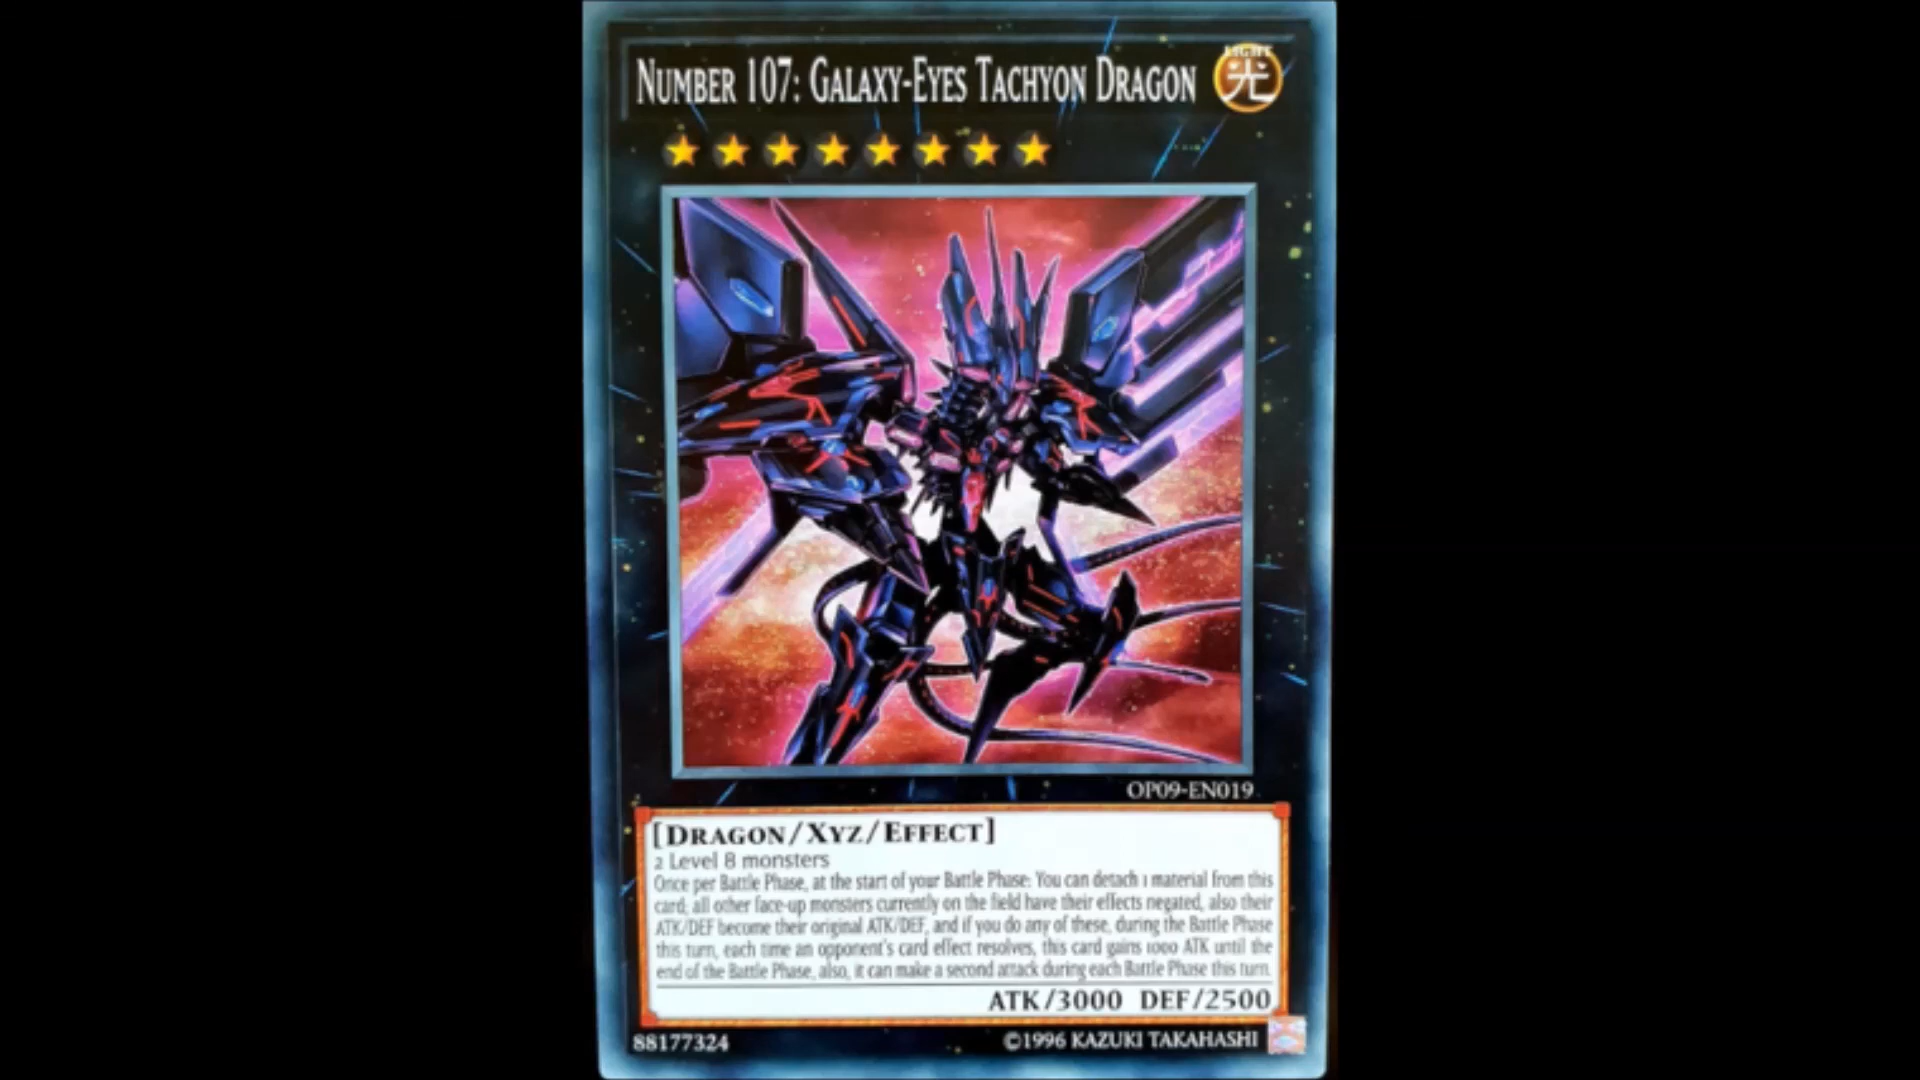 NUMBER 107: GALAXY-EYES TACHYON DRAGON
LIGHT
光
OP09-EN019
[DRAGON/XYZ/EFFECT]
2 Level 8 monsters
Once per Battle Phase, at the start of your Battle Phase: You can detach 1 material from this
card; all other face-up monsters currently on the field have their effects negated, also their
ATK/DEF become their original ATK/DEF, and if you do any of these, during the Battle Phase
this turn, each time an opponent's card effect resolves, this card gains 1000 ATK until the
end of the Battle Phase, also, it can make a second attack during each Battle Phase this turn.
ATK/3000 DEF/2500
88177324
©1996 KAZUKI TAKAHASHI